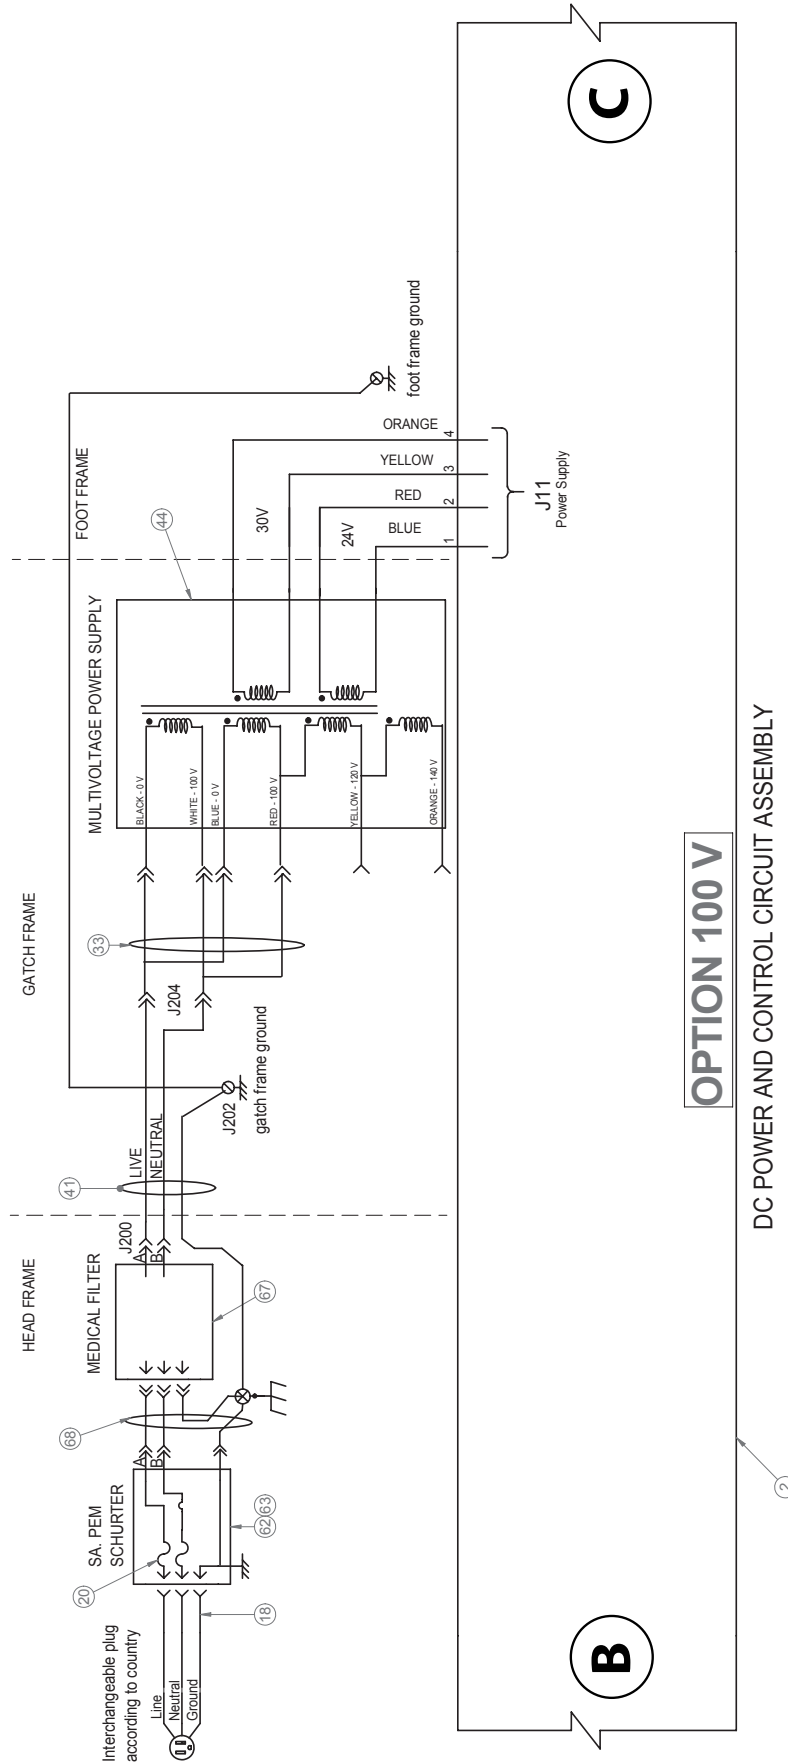 HEAD FRAME
GATCH FRAME
FOOT FRAME
Interchangeable plug
according to country
Line
Neutral
Ground
18
20
SA. PEM
SCHURTER
62
63
A
B
68
MEDICAL FILTER
67
A
B
J200
41
LIVE
NEUTRAL
J202
gatch frame ground
J204
33
MULTIVOLTAGE POWER SUPPLY
44
BLACK - 0 V
WHITE - 100 V
BLUE - 0 V
RED - 100 V
YELLOW - 120 V
ORANGE - 140 V
30V
24V
ORANGE
YELLOW
RED
BLUE
4
3
2
1
J11
Power Supply
foot frame ground
B
C
OPTION 100 V
2
DC POWER AND CONTROL CIRCUIT ASSEMBLY